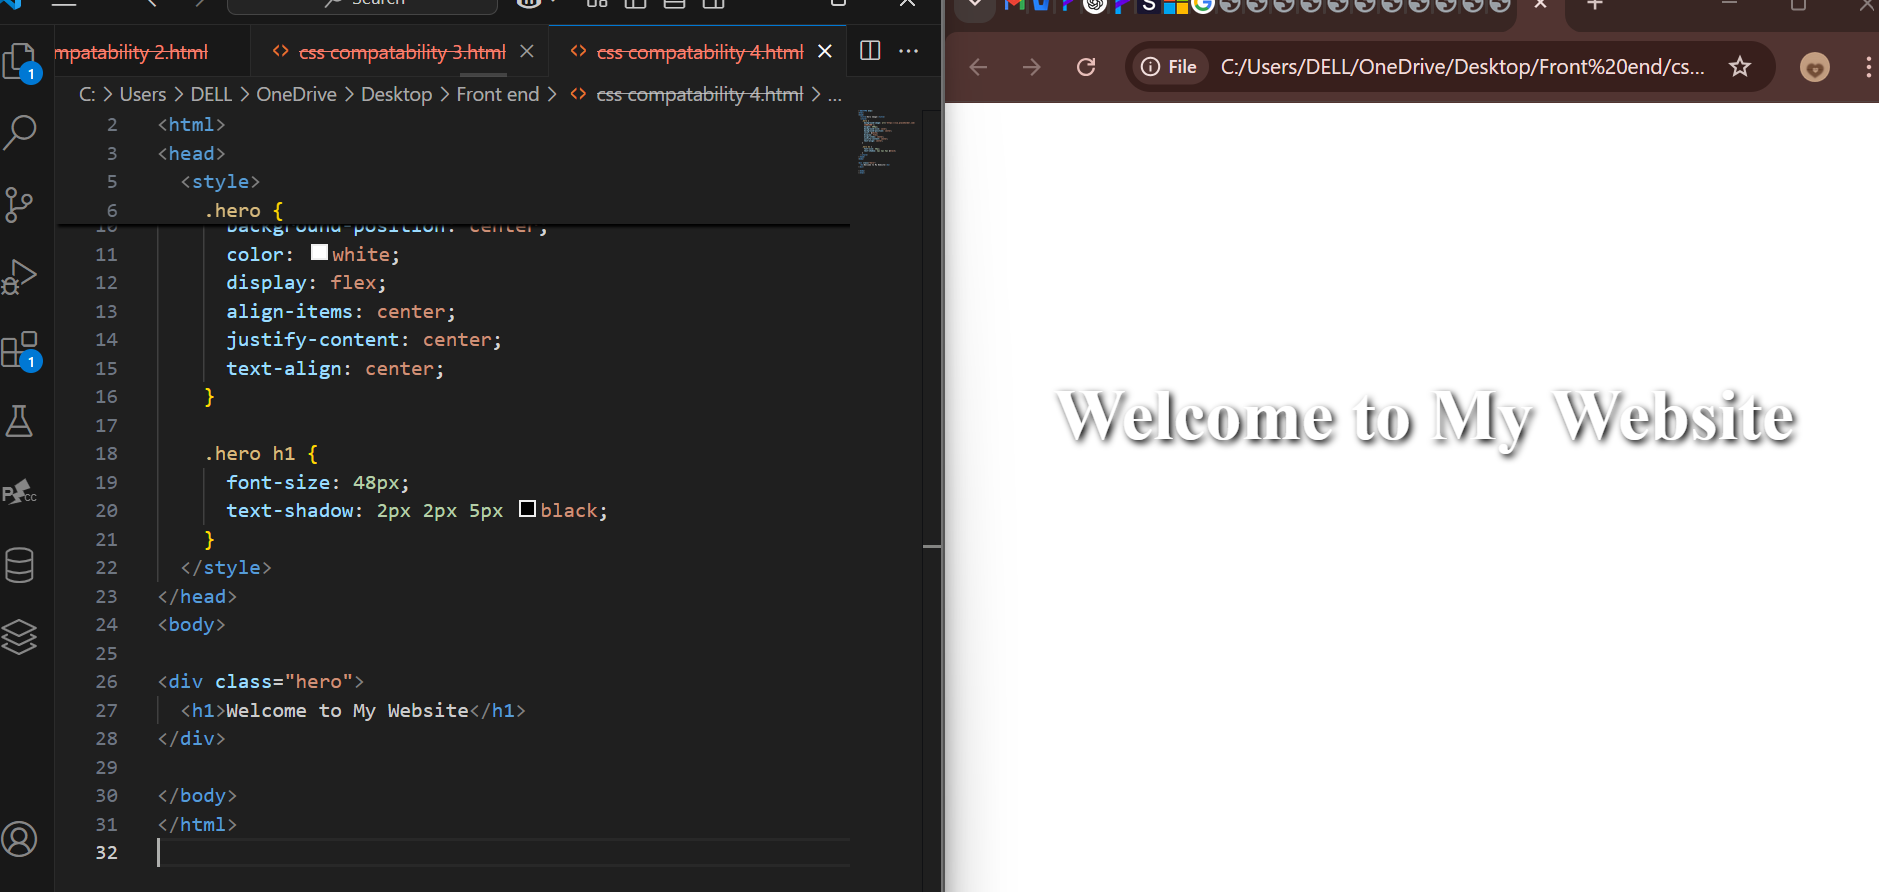 Search
mpatability 2.html
css compatability 3.html
css compatability 4.html
C: > Users > DELL > OneDrive > Desktop > Front end > css compatability 4.html > ...
2 <html>
3 <head>
5 <style>
6 .hero {
10 background-position: center;
11 color: white;
12 display: flex;
13 align-items: center;
14 justify-content: center;
15 text-align: center;
16 }
17
18 .hero h1 {
19 font-size: 48px;
20 text-shadow: 2px 2px 5px black;
21 }
22 </style>
23 </head>
24 <body>
25
26 <div class="hero">
27 <h1>Welcome to My Website</h1>
28 </div>
29
30 </body>
31 </html>
32
1
1
File C:/Users/DELL/OneDrive/Desktop/Front%20end/cs...
Welcome to My Website